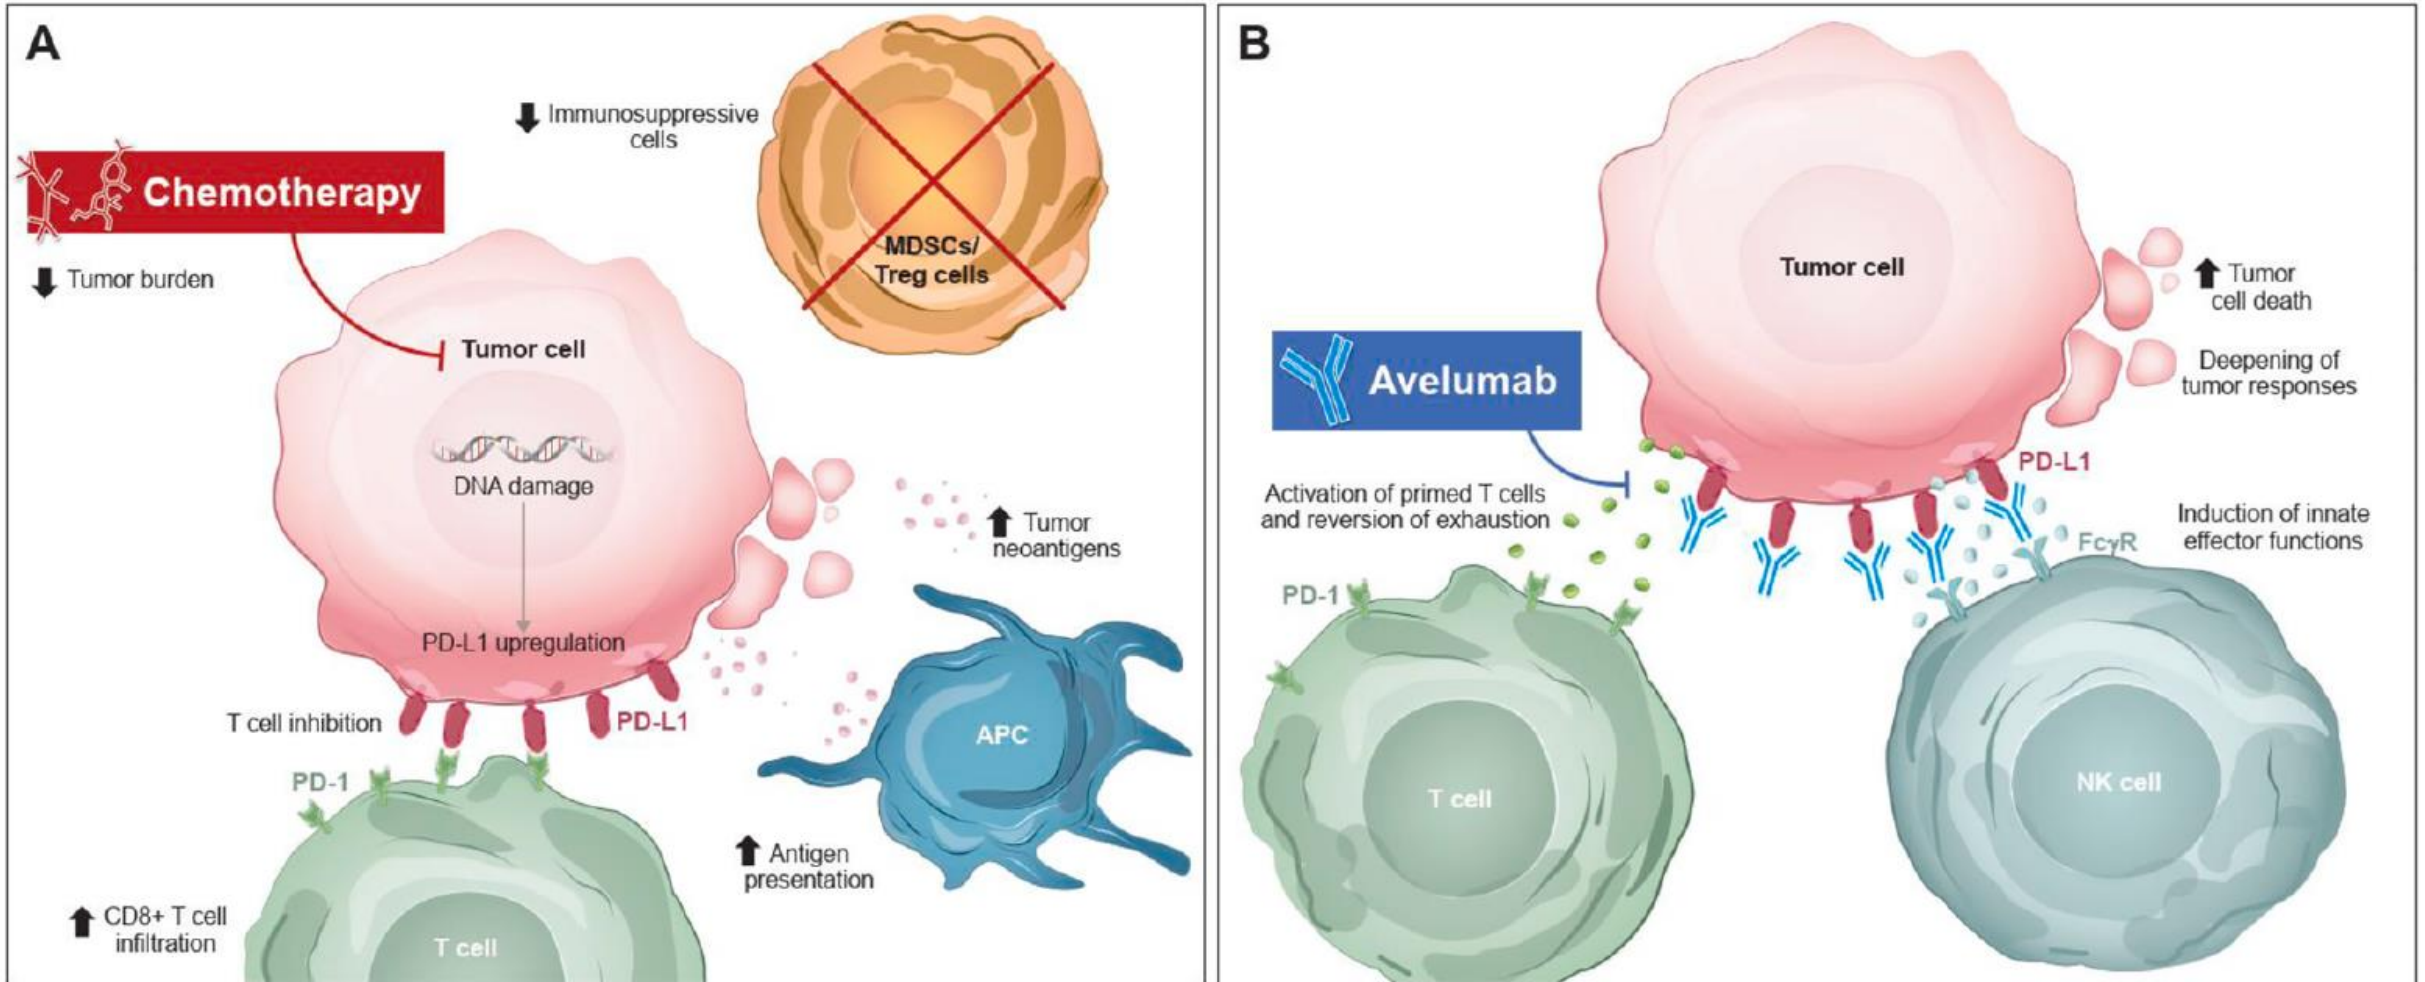 A
Immunosuppressive
cells
Chemotherapy
Tumor burden
MDSCs/
Treg cells
Tumor cell
DNA damage
PD-L1 upregulation
Tumor
neoantigens
T cell inhibition
PD-L1
PD-1
APC
Antigen
presentation
CD8+ T cell
infiltration
T cell
B
Tumor cell
Tumor
cell death
Deepening of
tumor responses
Avelumab
Activation of primed T cells
and reversion of exhaustion
PD-L1
Induction of innate
effector functions
FcγR
PD-1
T cell
NK cell